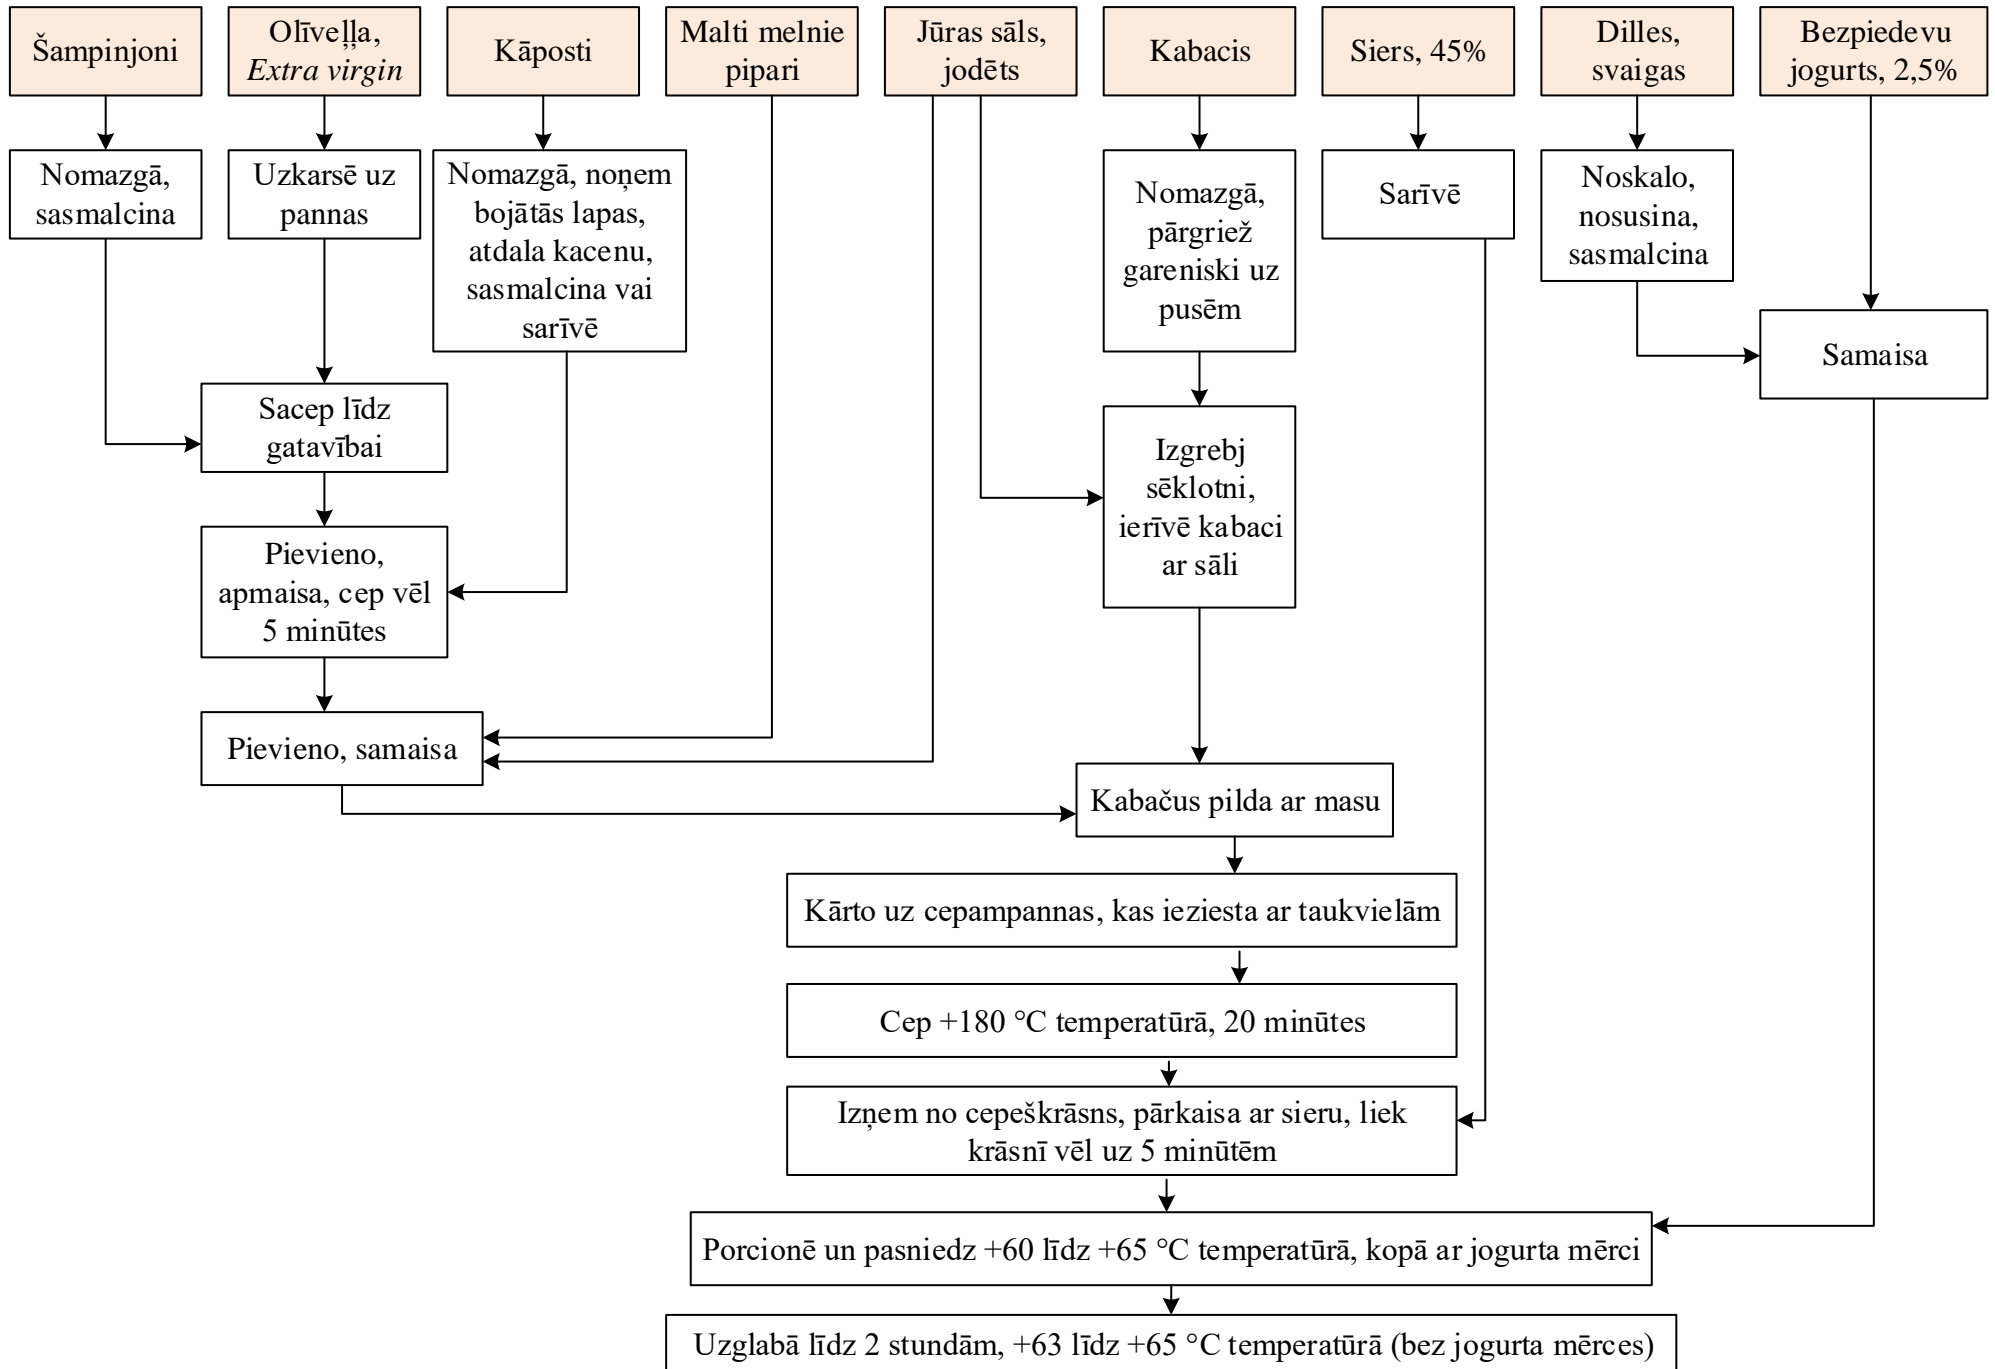 Šampinjoni
Olīveļļa,
Extra virgin
Kāposti
Malti melnie
pipari
Jūras sāls,
jodēts
Kabacis
Siers, 45%
Dilles,
svaigas
Bezpiedevu
jogurts, 2,5%
Nomazgā,
sasmalcina
Uzkarsē uz
pannas
Nomazgā, noņem
bojātās lapas,
atdala kacenu,
sasmalcina vai
sarīvē
Nomazgā,
pārgriež
gareniski uz
pusēm
Sarīvē
Noskalo,
nosusina,
sasmalcina
Samaisa
Sacep līdz
gatavībai
Izgrebj
sēklotni,
ierīvē kabaci
ar sāli
Pievieno,
apmaisa, cep vēl
5 minūtes
Pievieno, samaisa
Kabačus pilda ar masu
Kārto uz cepampannas, kas ieziesta ar taukvielām
Cep +180 °C temperatūrā, 20 minūtes
Izņem no cepeškrāsns, pārkaisa ar sieru, liek
krāsnī vēl uz 5 minūtēm
Porcionē un pasniedz +60 līdz +65 °C temperatūrā, kopā ar jogurta mērci
Uzglabā līdz 2 stundām, +63 līdz +65 °C temperatūrā (bez jogurta mērces)